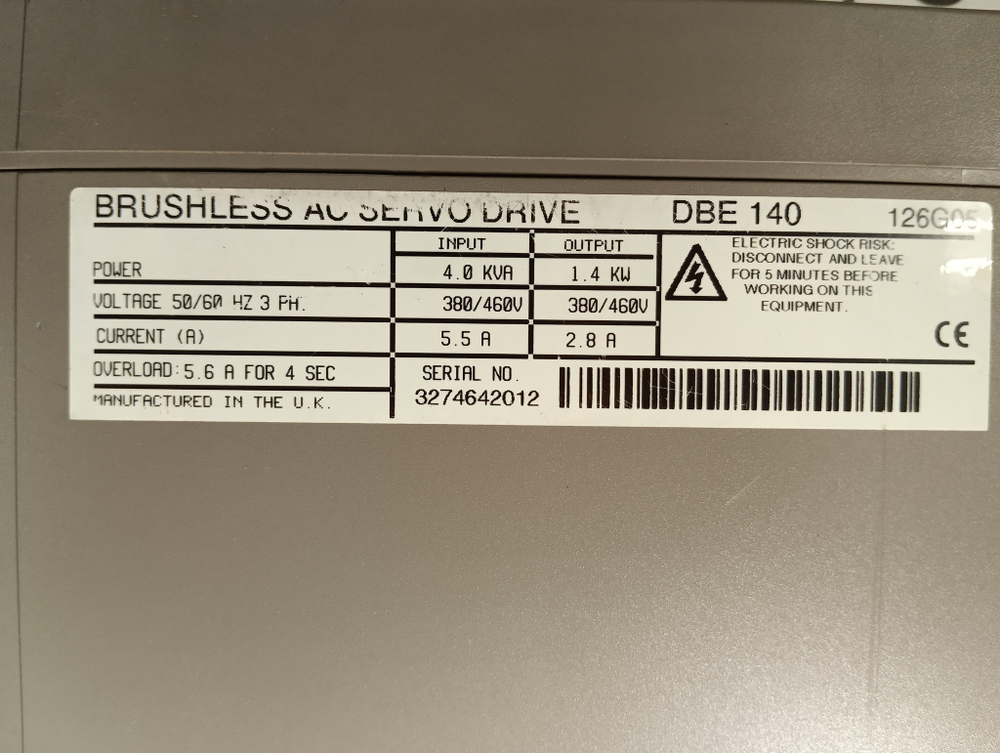 BRUSHLESS AC SERVO DRIVE DBE 140 126G05
INPUT OUTPUT
POWER 4.0 KVA 1.4 KW
VOLTAGE 50/60 HZ 3 PH. 380/460V 380/460V
CURRENT (A) 5.5 A 2.8 A
OVERLOAD: 5.6 A FOR 4 SEC
MANUFACTURED IN THE U.K.
SERIAL NO.
3274642012
ELECTRIC SHOCK RISK:
DISCONNECT AND LEAVE
FOR 5 MINUTES BEFORE
WORKING ON THIS
EQUIPMENT.
CE